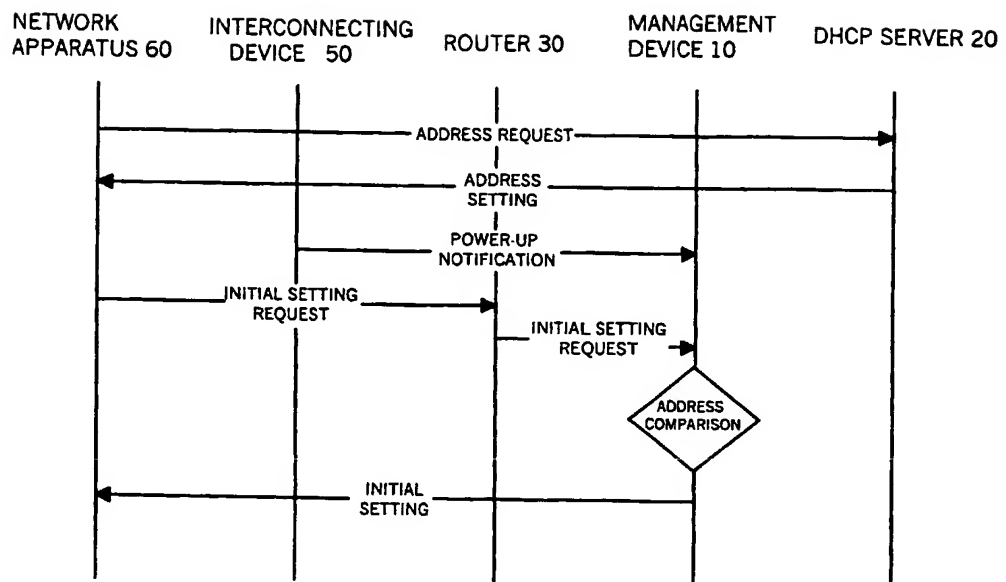 NETWORK
APPARATUS 60
INTERCONNECTING
DEVICE 50
ROUTER 30
MANAGEMENT
DEVICE 10
DHCP SERVER 20
ADDRESS REQUEST
ADDRESS
SETTING
POWER-UP
NOTIFICATION
INITIAL SETTING
REQUEST
INITIAL SETTING
REQUEST
ADDRESS
COMPARISON
INITIAL
SETTING